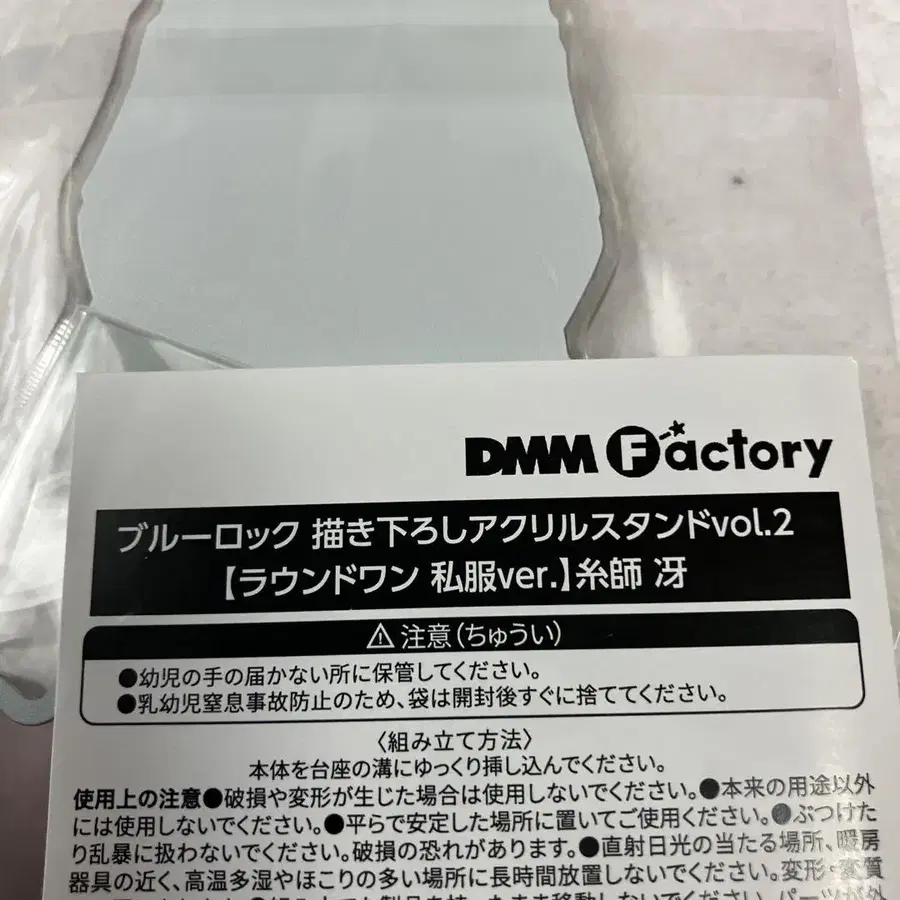 DMM Factory
ブルーロック 描き下ろしアクリルスタンドvol.2
【ラウンドワン 私服ver.】糸師 冴
⚠注意(ちゅうい)
●幼児の手の届かない所に保管してください。
●乳幼児窒息事故防止のため、袋は開封後すぐに捨ててください。
〈組み立て方法〉
本体を台座の溝にゆっくり挿し込んでください。
使用上の注意●破損や変形が生じた場合は使用しないでください。●本来の用途以外
には使用しないでください。●平らで安定した場所に置いてご使用ください。●ぶつけた
り乱暴に扱わないでください。破損の恐れがあります。●直射日光の当たる場所、暖房
器具の近く、高温多湿やほこりの多い場所に長時間放置しないでください。変形・変質